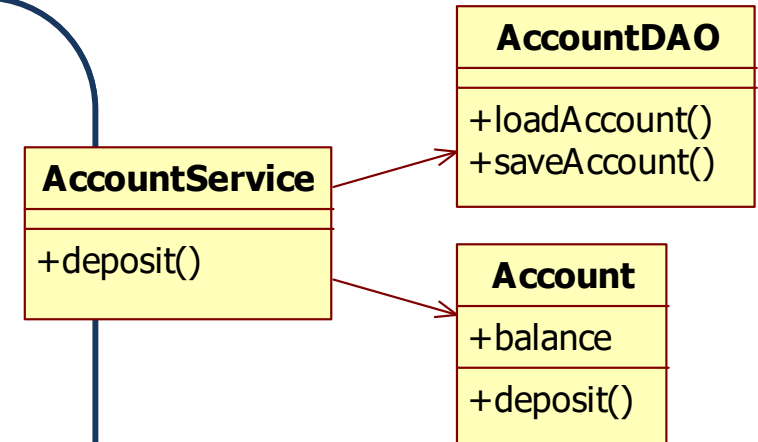 AccountDAO
+loadAccount()
+saveAccount()
AccountService
+deposit()
Account
+balance
+deposit()